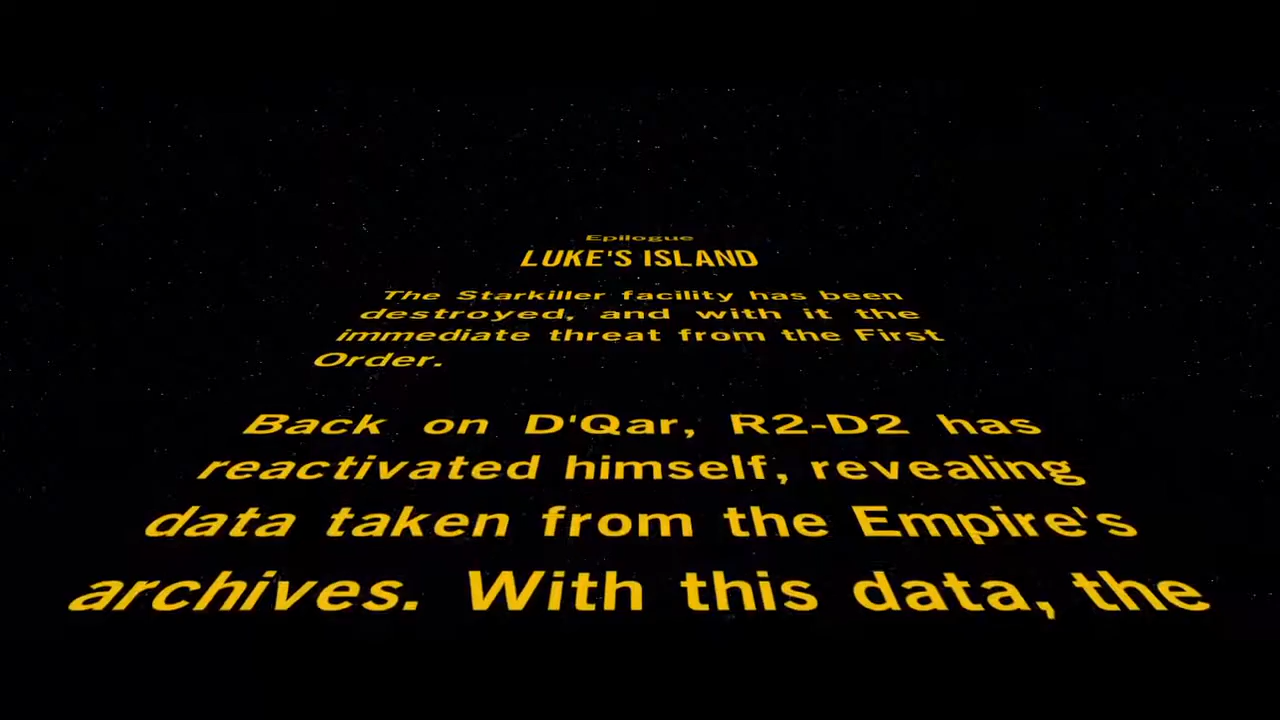 Epilogue
LUKE'S ISLAND
The Starkiller facility has been
destroyed, and with it the
immediate threat from the First
Order.
Back on D'Qar, R2-D2 has
reactivated himself, revealing
data taken from the Empire's
archives. With this data, the